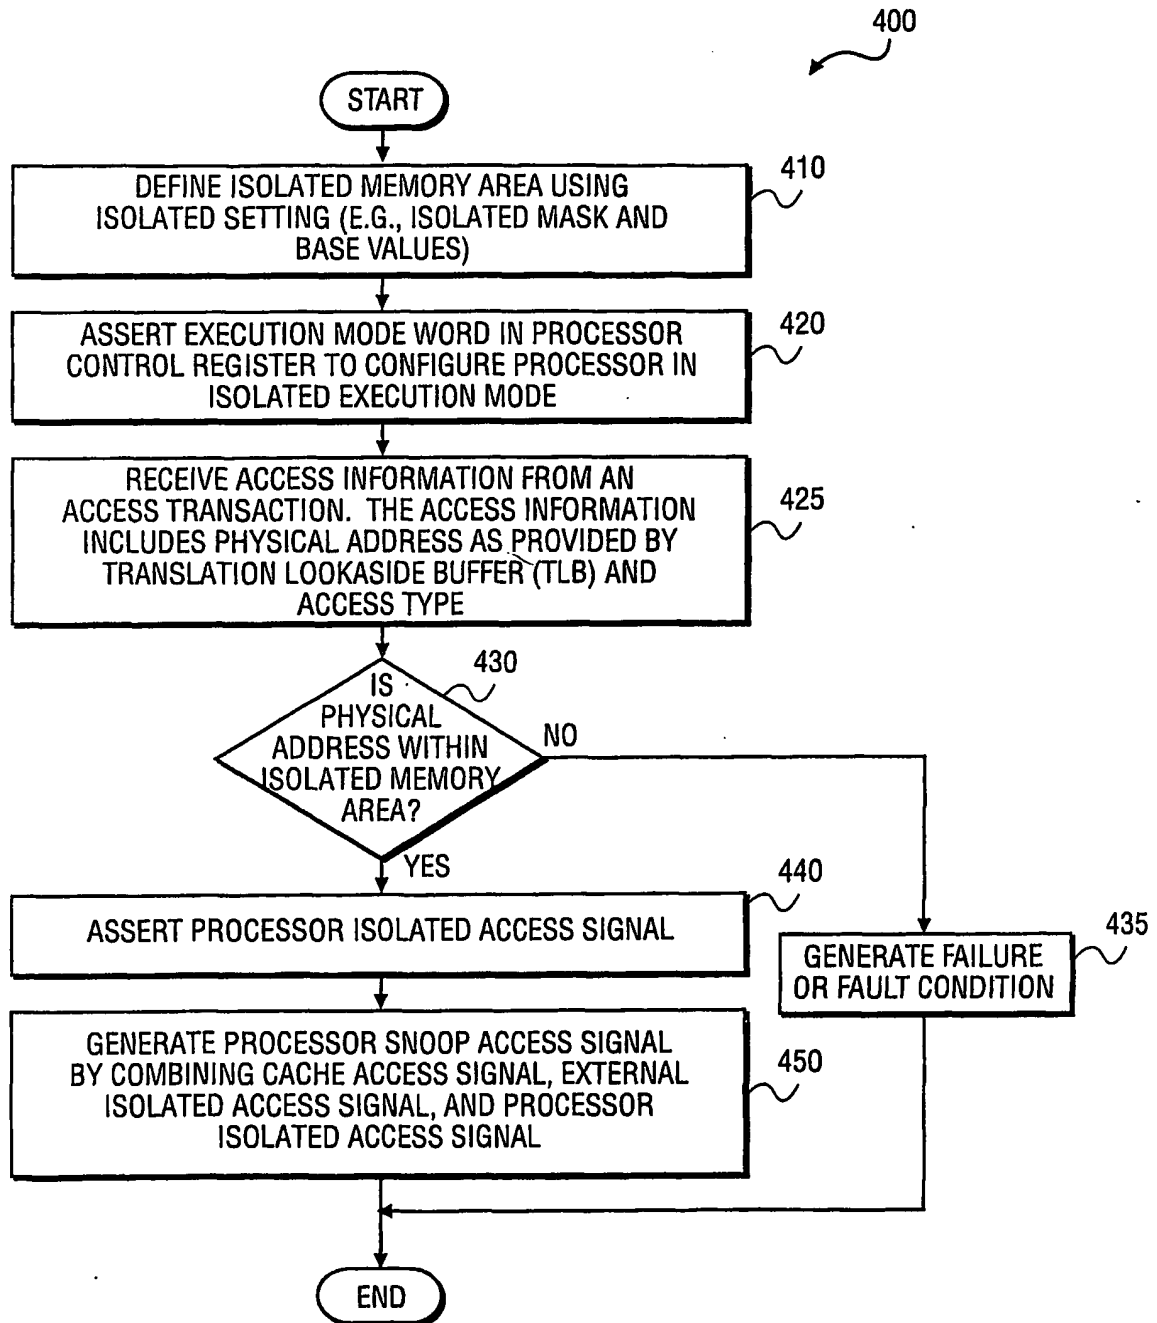 400
START
DEFINE ISOLATED MEMORY AREA USING
ISOLATED SETTING (E.G., ISOLATED MASK AND
BASE VALUES)
410
ASSERT EXECUTION MODE WORD IN PROCESSOR
CONTROL REGISTER TO CONFIGURE PROCESSOR IN
ISOLATED EXECUTION MODE
420
RECEIVE ACCESS INFORMATION FROM AN
ACCESS TRANSACTION. THE ACCESS INFORMATION
INCLUDES PHYSICAL ADDRESS AS PROVIDED BY
TRANSLATION LOOKASIDE BUFFER (TLB) AND
ACCESS TYPE
425
IS
PHYSICAL
ADDRESS WITHIN
ISOLATED MEMORY
AREA?
430
NO
YES
ASSERT PROCESSOR ISOLATED ACCESS SIGNAL
440
GENERATE FAILURE
OR FAULT CONDITION
435
GENERATE PROCESSOR SNOOP ACCESS SIGNAL
BY COMBINING CACHE ACCESS SIGNAL, EXTERNAL
ISOLATED ACCESS SIGNAL, AND PROCESSOR
ISOLATED ACCESS SIGNAL
450
END